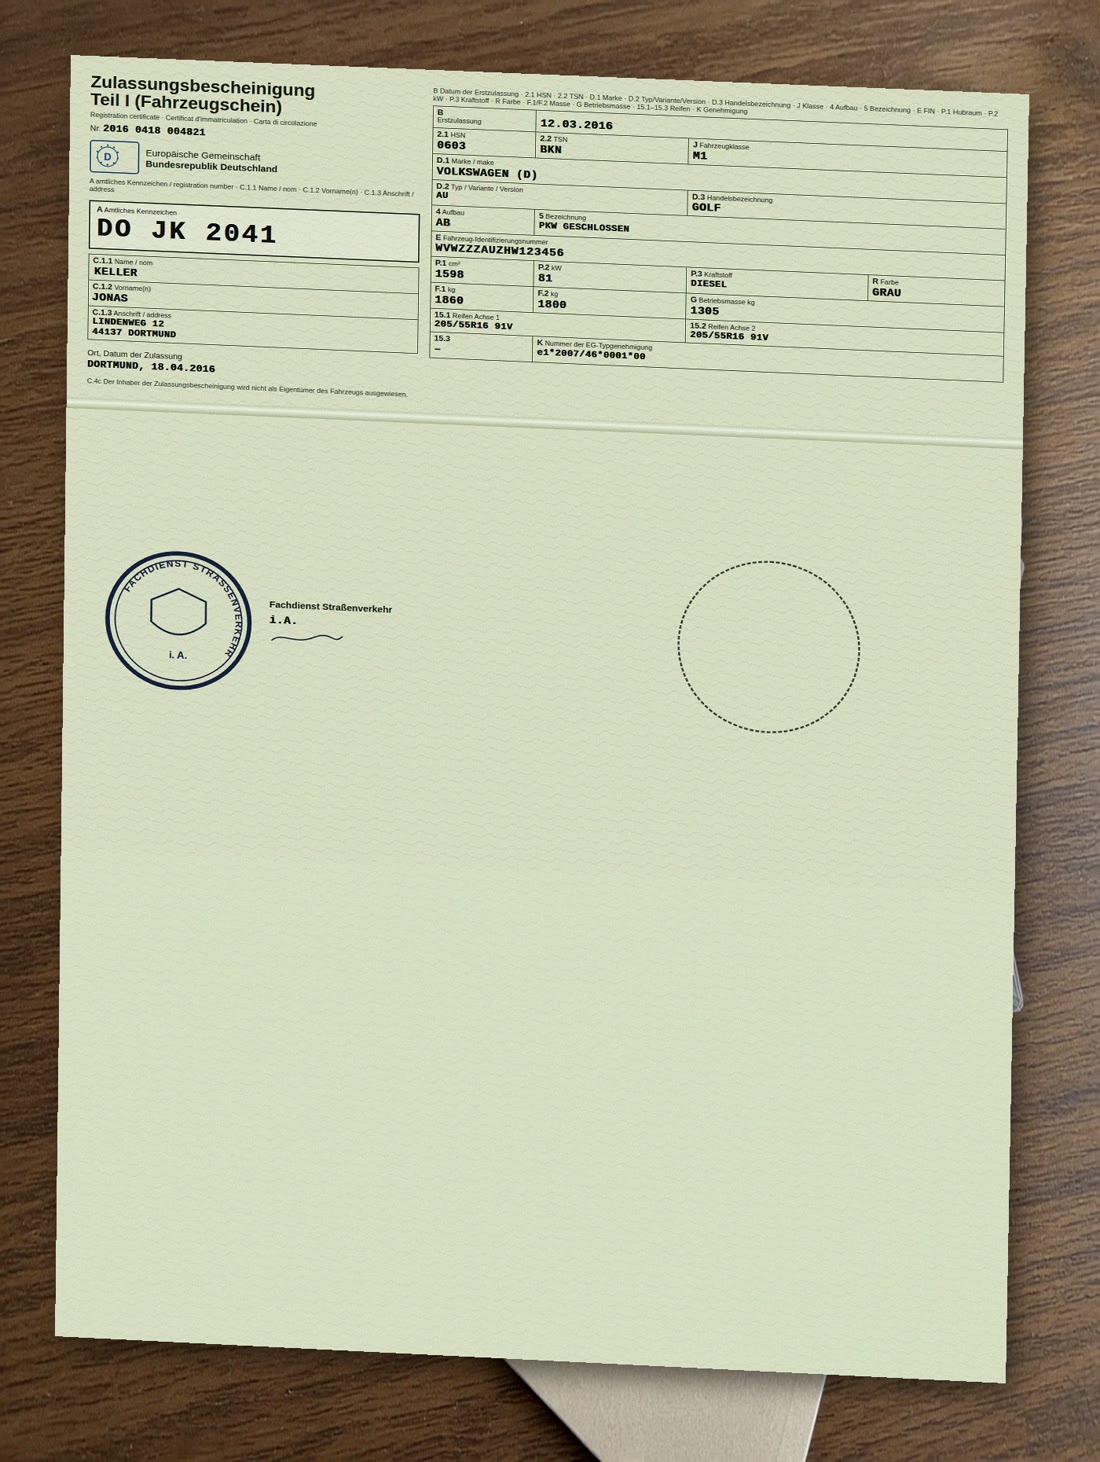 Zulassungsbescheinigung
Teil I (Fahrzeugschein)
Registration certificate · Certificat d'immatriculation · Carta di circolazione
Nr. 2016 0418 004821
D
Europäische Gemeinschaft
Bundesrepublik Deutschland
A amtliches Kennzeichen / registration number · C.1.1 Name / nom · C.1.2 Vorname(n) · C.1.3 Anschrift /
address
A Amtliches Kennzeichen
DO JK 2041
C.1.1 Name / nom
KELLER
C.1.2 Vorname(n)
JONAS
C.1.3 Anschrift / address
LINDENWEG 12
44137 DORTMUND
Ort, Datum der Zulassung
DORTMUND, 18.04.2016
C.4c Der Inhaber der Zulassungsbescheinigung wird nicht als Eigentümer des Fahrzeugs ausgewiesen.
B Datum der Erstzulassung · 2.1 HSN · 2.2 TSN · D.1 Marke · D.2 Typ/Variante/Version · D.3 Handelsbezeichnung · J Klasse · 4 Aufbau · 5 Bezeichnung · E FIN · P.1 Hubraum · P.2
kW · P.3 Kraftstoff · R Farbe · F.1/F.2 Masse · G Betriebsmasse · 15.1–15.3 Reifen · K Genehmigung
B
Erstzulassung
12.03.2016
2.1 HSN
0603
2.2 TSN
BKN
J Fahrzeugklasse
M1
D.1 Marke / make
VOLKSWAGEN (D)
D.2 Typ / Variante / Version
AU
D.3 Handelsbezeichnung
GOLF
4 Aufbau
AB
5 Bezeichnung
PKW GESCHLOSSEN
E Fahrzeug-Identifizierungsnummer
WVWZZZAUZHW123456
P.1 cm³
1598
P.2 kW
81
P.3 Kraftstoff
DIESEL
R Farbe
GRAU
F.1 kg
1860
F.2 kg
1800
G Betriebsmasse kg
1305
15.1 Reifen Achse 1
205/55R16 91V
15.2 Reifen Achse 2
205/55R16 91V
15.3
–
K Nummer der EG-Typgenehmigung
e1*2007/46*0001*00
FACHDIENST STRASSENVERKEHR
i. A.
Fachdienst Straßenverkehr
i.A.